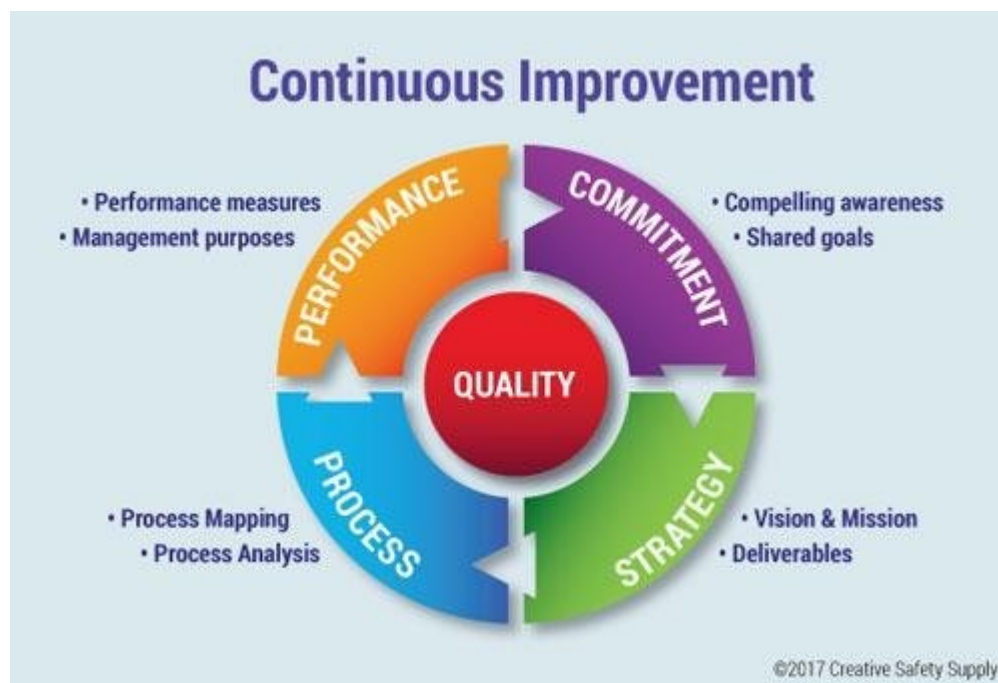 Continuous Improvement
• Performance measures
• Management purposes
PERFORMANCE
COMMITMENT
• Compelling awareness
• Shared goals
QUALITY
• Process Mapping
• Process Analysis
PROCESS
STRATEGY
• Vision & Mission
• Deliverables
©2017 Creative Safety Supply